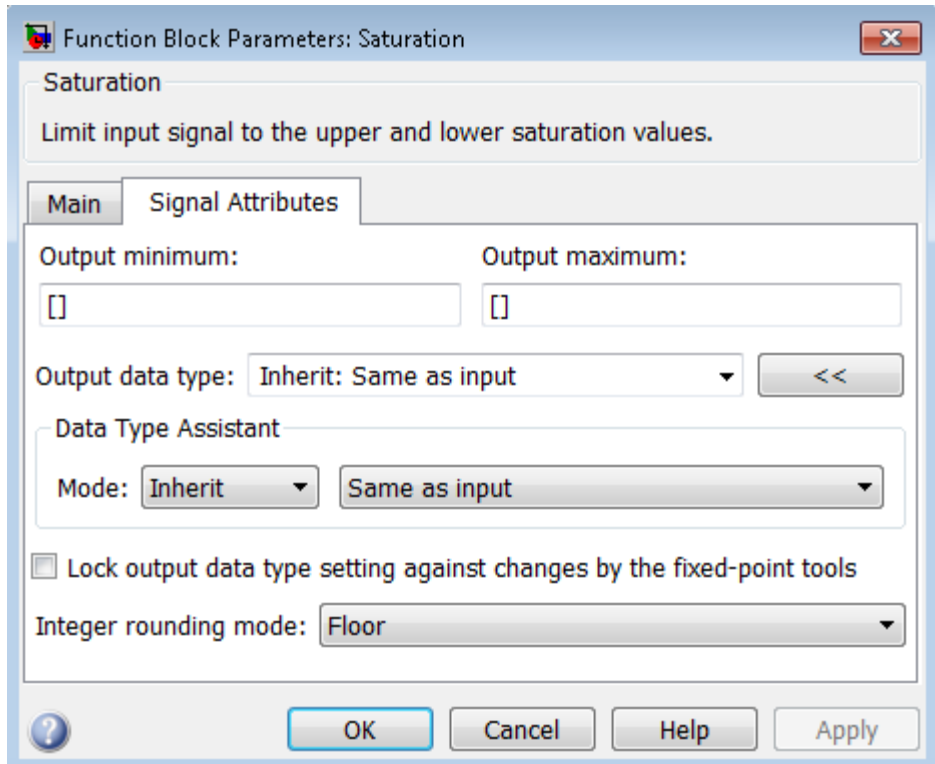 Function Block Parameters: Saturation
Saturation
Limit input signal to the upper and lower saturation values.
Main Signal Attributes
Output minimum: Output maximum:
[] []
Output data type: Inherit: Same as input <<
Data Type Assistant
Mode: Inherit Same as input
Lock output data type setting against changes by the fixed-point tools
Integer rounding mode: Floor
? OK Cancel Help Apply